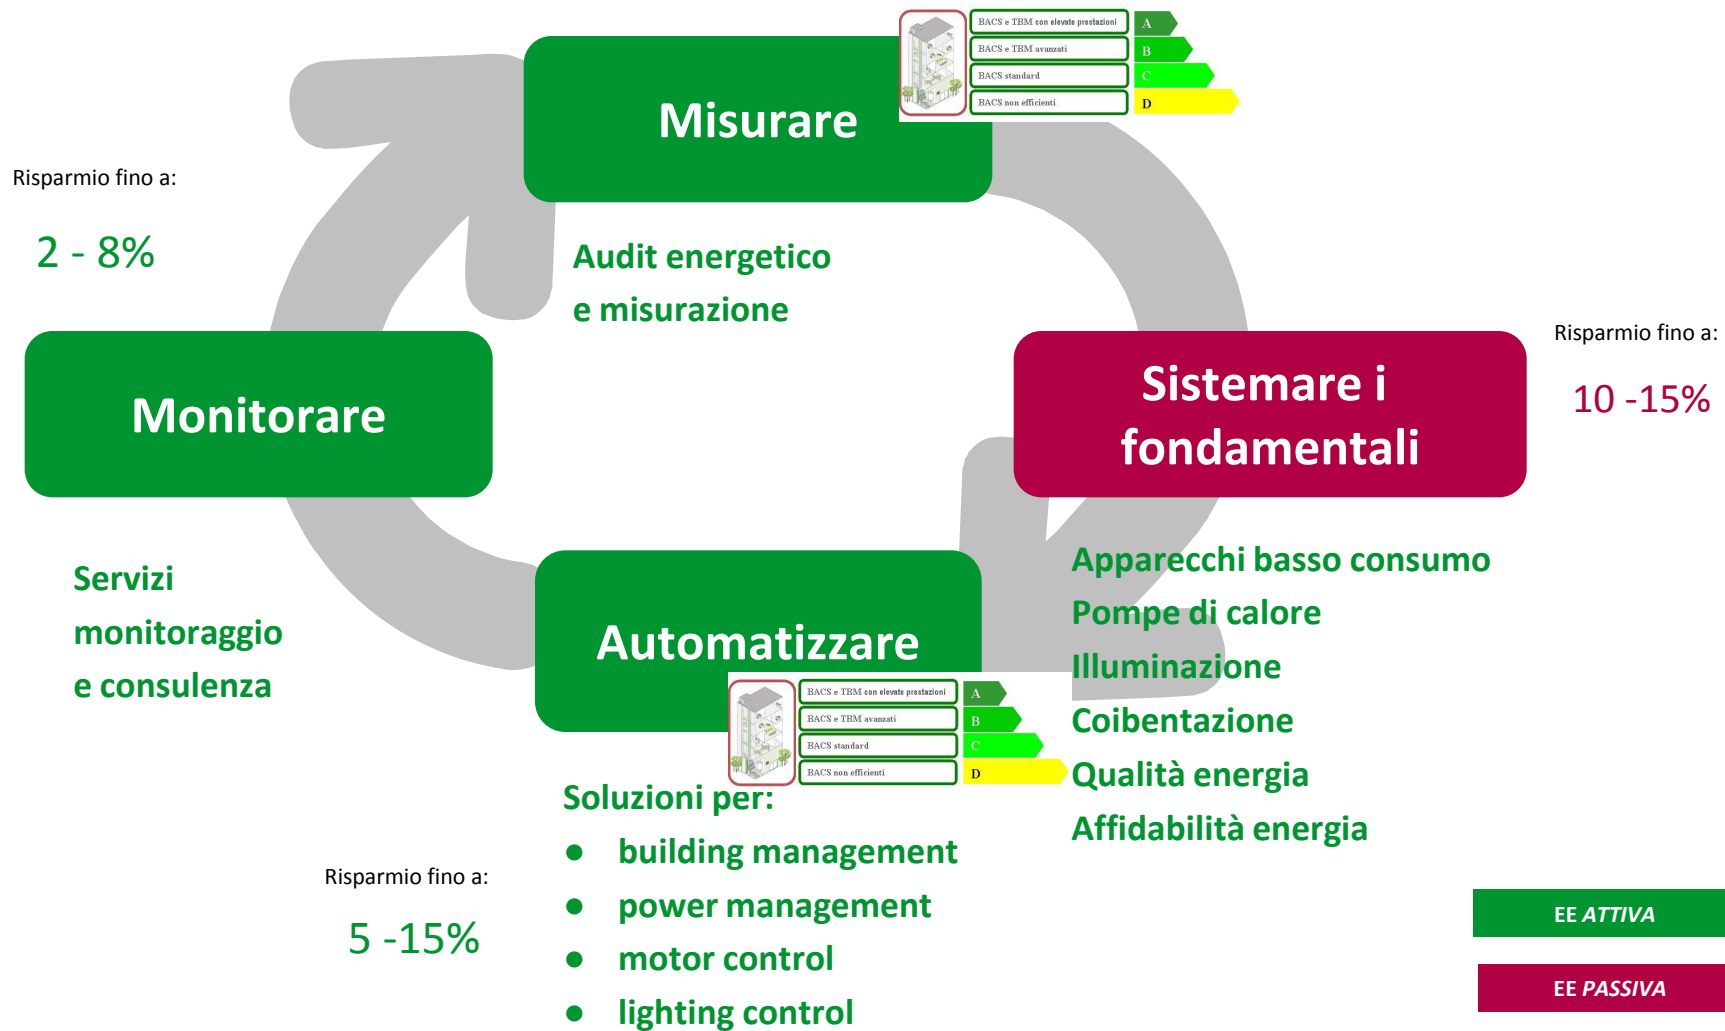 BACS e TBM con elevate prestazioni A
BACS e TBM avanzati B
BACS standard C
BACS non efficienti D
Misurare
Risparmio fino a:
2 - 8%
Audit energetico
e misurazione
Monitorare
Sistemare i
fondamentali
Risparmio fino a:
10 -15%
Servizi
monitoraggio
e consulenza
Automatizzare
BACS e TBM con elevate prestazioni A
BACS e TBM avanzati B
BACS standard C
BACS non efficienti D
Apparecchi basso consumo
Pompe di calore
Illuminazione
Coibentazione
Qualità energia
Affidabilità energia
Soluzioni per:
● building management
● power management
● motor control
● lighting control
Risparmio fino a:
5 -15%
EE ATTIVA
EE PASSIVA